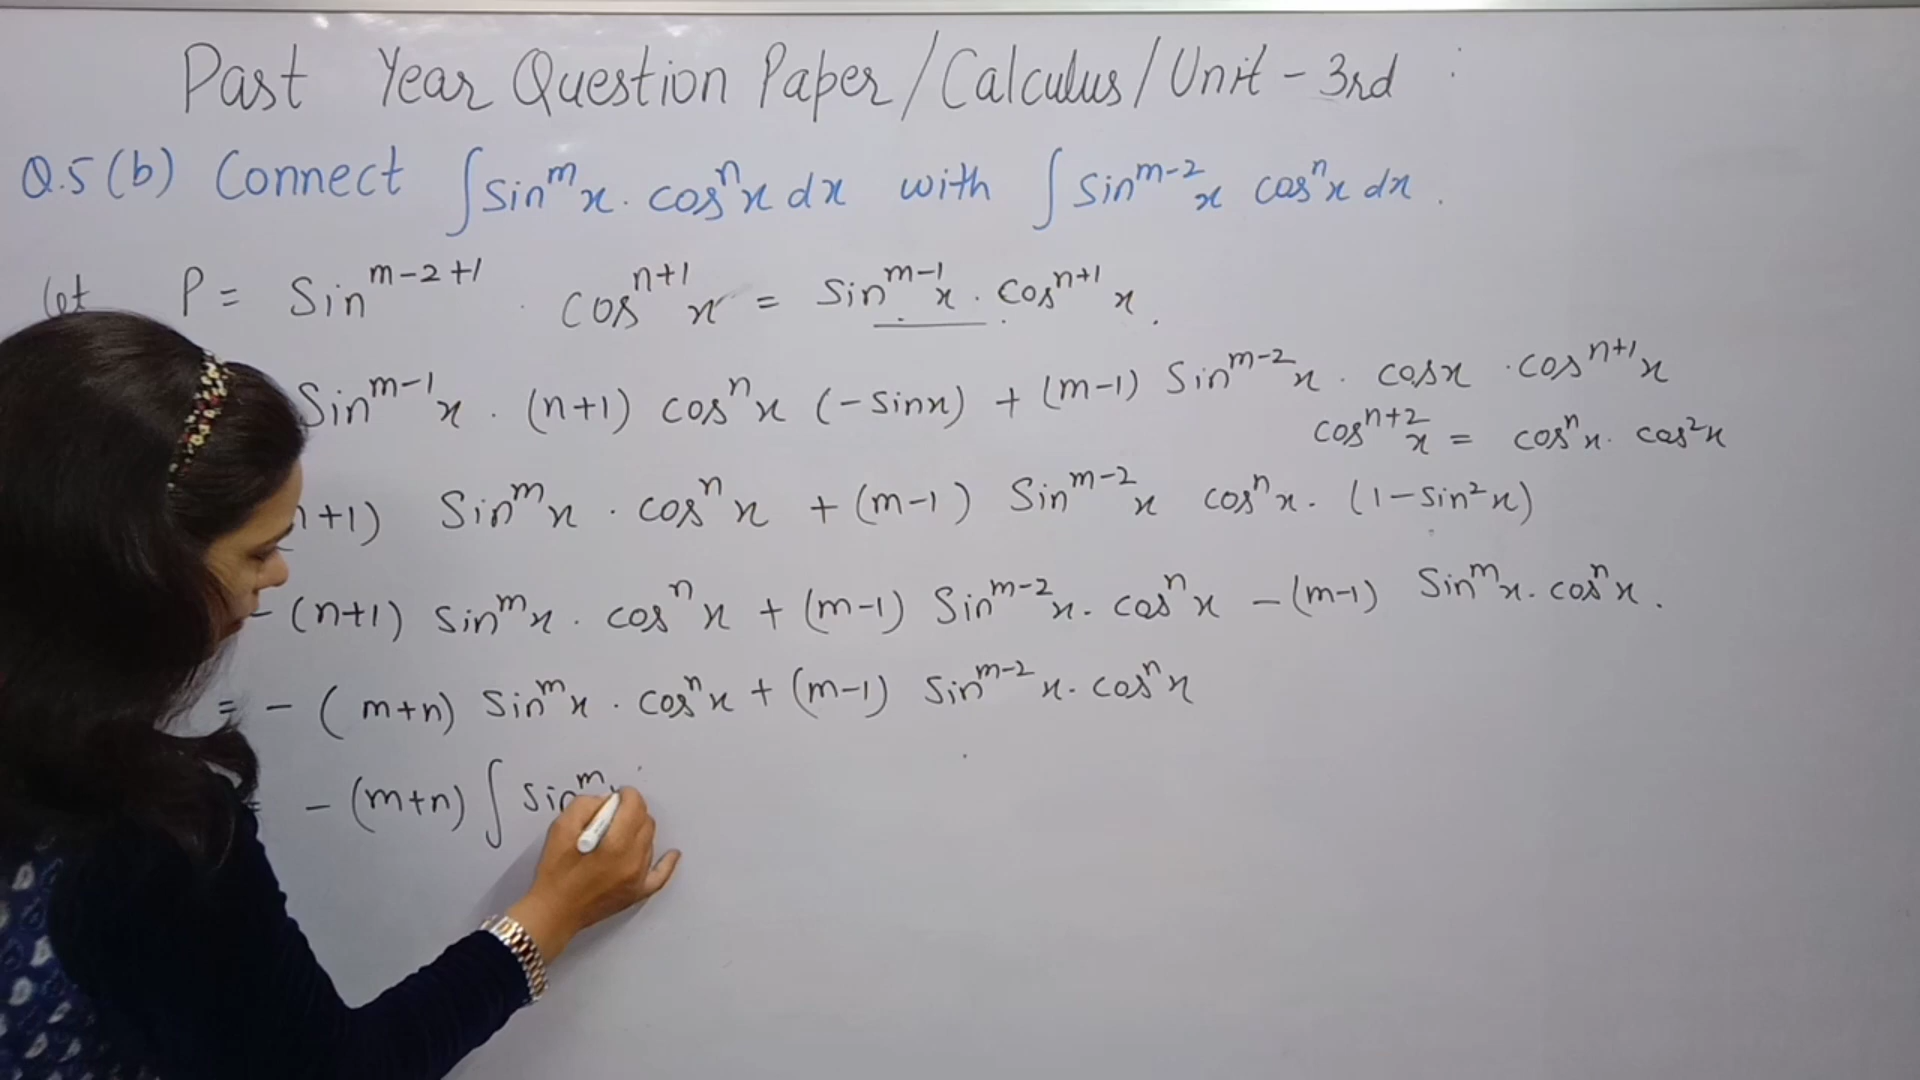 Past Year Question Paper / Calculus / Unit - 3rd :
Q.5 (b) Connect ∫ sin^m x . cos^n x dx with ∫ sin^{m-2} x cos^n x dx .
Let P = Sin^{m-2+1} . cos^{n+1} x = sin^{m-1} x . cos^{n+1} x .
Sin^{m-1} x . (n+1) cos^n x (-sinx) + (m-1) Sin^{m-2} x . cosx . cos^{n+1} x
cos^{n+2} x = cos^n x . cos^2 x
+1) Sin^m x . cos^n x + (m-1) Sin^{m-2} x cos^n x . (1-sin^2 x)
- (n+1) sin^m x . cos^n x + (m-1) Sin^{m-2} x . cos^n x - (m-1) Sin^m x . cos^n x .
= - (m+n) sin^m x . cos^n x + (m-1) sin^{m-2} x . cos^n x
= - (m+n) ∫ sin^m